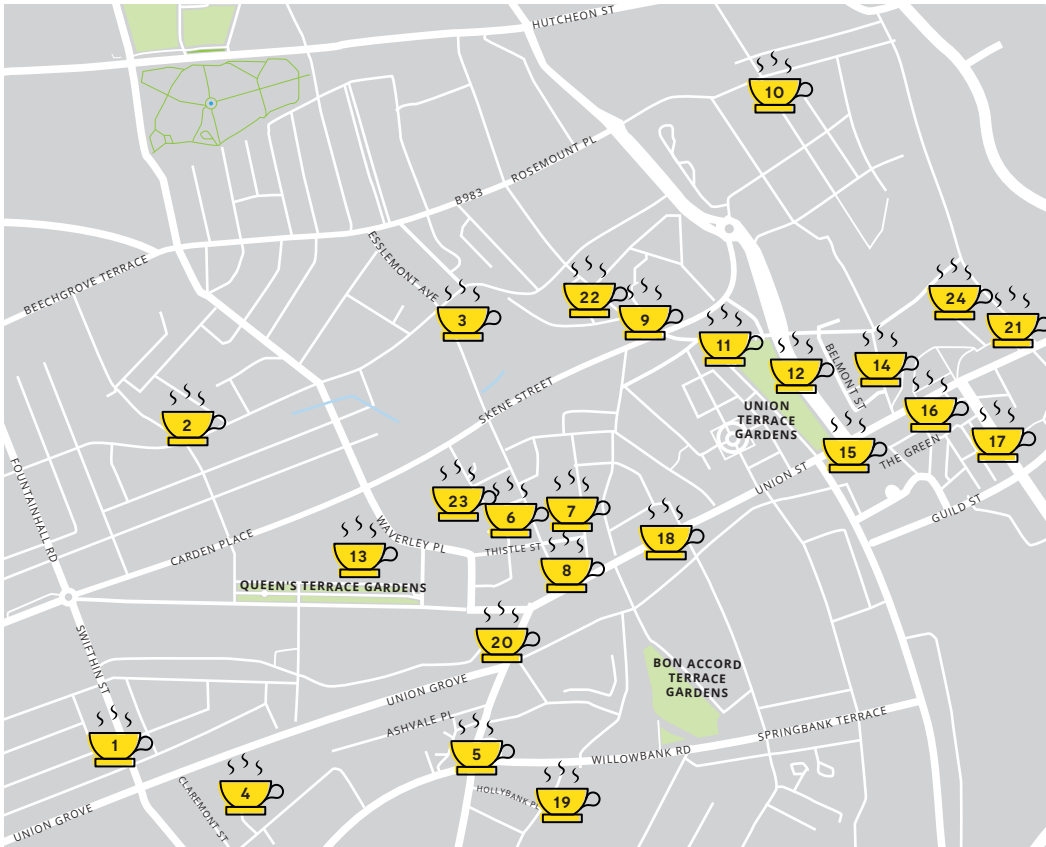 HUTCHEON ST
10
ROSEMOUNT PL
B983
ESSLEMONT AVE
BEECHGROVE TERRACE
22
9
3
24
21
11
12
BELMONT ST
14
16
17
15
THE GREEN
UNION
TERRACE
GARDENS
SKENE STREET
2
UNION ST
GUILD ST
FOUNTAINHALL RD
23
6
7
18
CARDEN PLACE
WAVERLEY PL
THISTLE ST
13
8
QUEEN'S TERRACE GARDENS
20
SWIFTHIN ST
UNION GROVE
BON ACCORD
TERRACE
GARDENS
ASHVALE PL
SPRINGBANK TERRACE
1
5
WILLOWBANK RD
4
CLAREMONT ST
HOLLYBANK PL
19
UNION GROVE